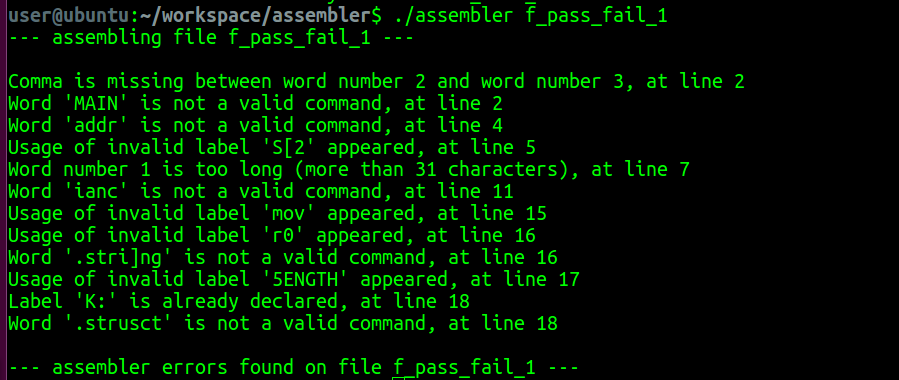 user@ubuntu:~/workspace/assembler$ ./assembler f_pass_fail_1
--- assembling file f_pass_fail_1 ---
Comma is missing between word number 2 and word number 3, at line 2
Word 'MAIN' is not a valid command, at line 2
Word 'addr' is not a valid command, at line 4
Usage of invalid label 'S[2' appeared, at line 5
Word number 1 is too long (more than 31 characters), at line 7
Word 'ianc' is not a valid command, at line 11
Usage of invalid label 'mov' appeared, at line 15
Usage of invalid label 'r0' appeared, at line 16
Word '.stri]ng' is not a valid command, at line 16
Usage of invalid label '5ENGTH' appeared, at line 17
Label 'K:' is already declared, at line 18
Word '.strusct' is not a valid command, at line 18
--- assembler errors found on file f_pass_fail_1 ---